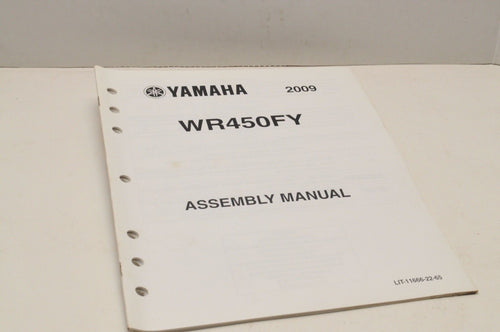 YAMAHA 2009
WR450FY
ASSEMBLY MANUAL
LIT-11666-22-65